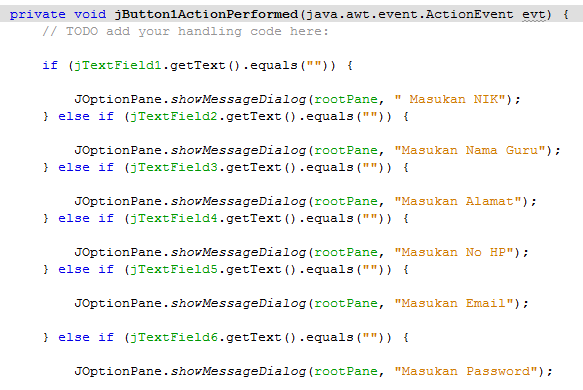 private void jButton1ActionPerformed(java.awt.event.ActionEvent evt) {
// TODO add your handling code here:
if (jTextField1.getText().equals("")) {
JOptionPane.showMessageDialog(rootPane, " Masukan NIK");
} else if (jTextField2.getText().equals("")) {
JOptionPane.showMessageDialog(rootPane, "Masukan Nama Guru");
} else if (jTextField3.getText().equals("")) {
JOptionPane.showMessageDialog(rootPane, "Masukan Alamat");
} else if (jTextField4.getText().equals("")) {
JOptionPane.showMessageDialog(rootPane, "Masukan No HP");
} else if (jTextField5.getText().equals("")) {
JOptionPane.showMessageDialog(rootPane, "Masukan Email");
} else if (jTextField6.getText().equals("")) {
JOptionPane.showMessageDialog(rootPane, "Masukan Password");